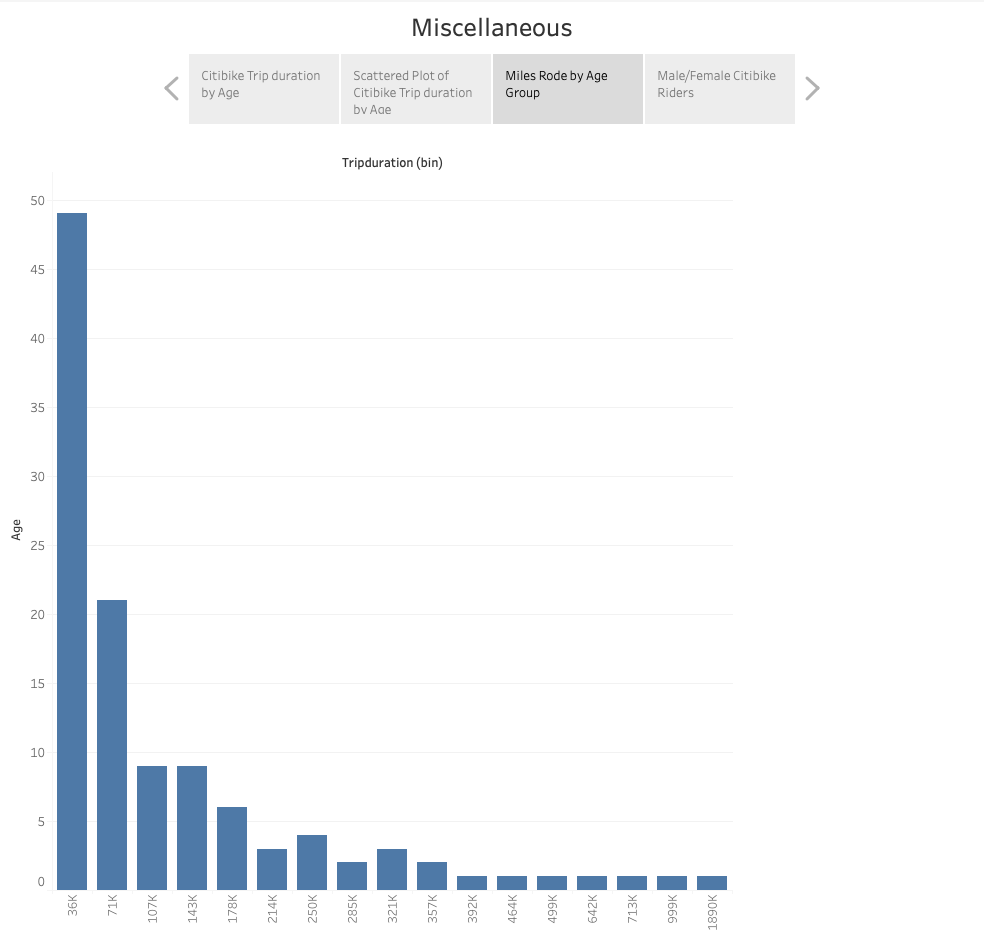 Miscellaneous
Citibike Trip duration
by Age
Scattered Plot of
Citibike Trip duration
by Age
Miles Rode by Age
Group
Male/Female Citibike
Riders
Tripduration (bin)
50
45
40
35
30
25
20
15
10
5
0
Age
36K
71K
107K
143K
178K
214K
250K
285K
321K
357K
392K
464K
499K
642K
713K
999K
1890K